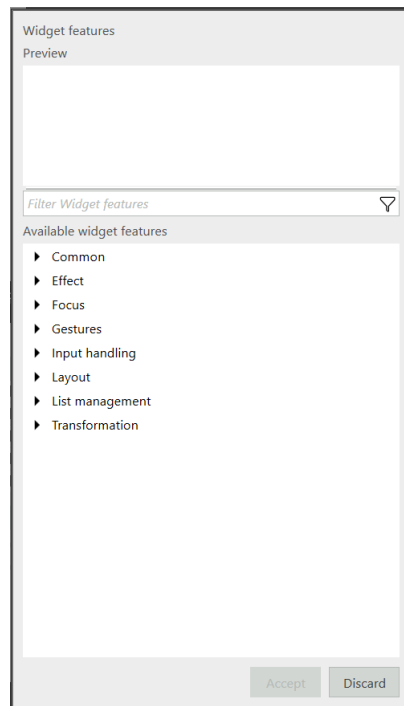 Widget features
Preview
Filter Widget features
Available widget features
Common
Effect
Focus
Gestures
Input handling
Layout
List management
Transformation
Accept Discard